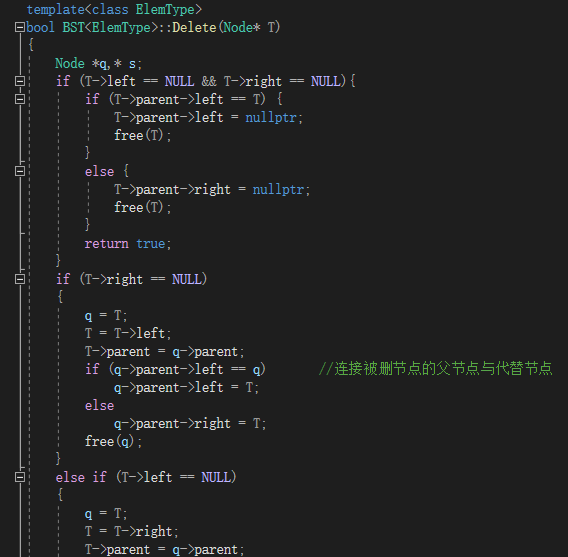 template<class ElemType>
bool BST<ElemType>::Delete(Node* T)
{
    Node *q,* s;
    if (T->left == NULL && T->right == NULL){
        if (T->parent->left == T) {
            T->parent->left = nullptr;
            free(T);
        }
        else {
            T->parent->right = nullptr;
            free(T);
        }
        return true;
    }
    if (T->right == NULL)
    {
        q = T;
        T = T->left;
        T->parent = q->parent;
        if (q->parent->left == q)      //连接被删节点的父节点与代替节点
            q->parent->left = T;
        else
            q->parent->right = T;
        free(q);
    }
    else if (T->left == NULL)
    {
        q = T;
        T = T->right;
        T->parent = q->parent;